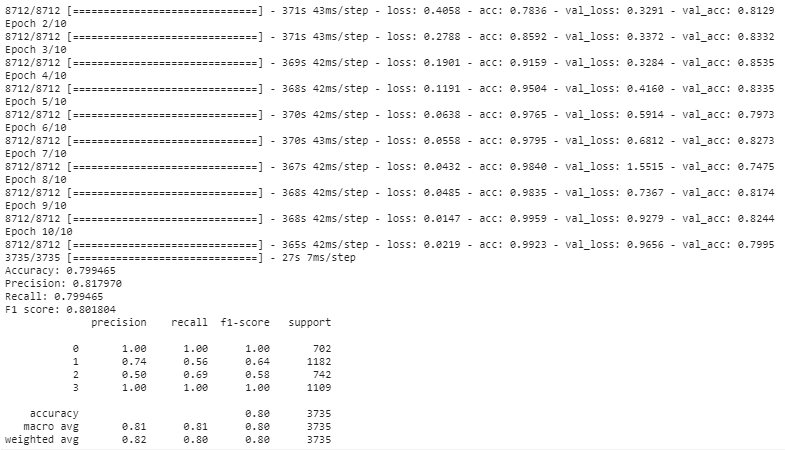 8712/8712 [==============================] - 371s 43ms/step - loss: 0.4058 - acc: 0.7836 - val_loss: 0.3291 - val_acc: 0.8129
Epoch 2/10
8712/8712 [==============================] - 371s 43ms/step - loss: 0.2788 - acc: 0.8592 - val_loss: 0.3372 - val_acc: 0.8332
Epoch 3/10
8712/8712 [==============================] - 369s 42ms/step - loss: 0.1901 - acc: 0.9159 - val_loss: 0.3284 - val_acc: 0.8535
Epoch 4/10
8712/8712 [==============================] - 368s 42ms/step - loss: 0.1191 - acc: 0.9504 - val_loss: 0.4160 - val_acc: 0.8335
Epoch 5/10
8712/8712 [==============================] - 370s 42ms/step - loss: 0.0638 - acc: 0.9765 - val_loss: 0.5914 - val_acc: 0.7973
Epoch 6/10
8712/8712 [==============================] - 370s 43ms/step - loss: 0.0558 - acc: 0.9795 - val_loss: 0.6812 - val_acc: 0.8273
Epoch 7/10
8712/8712 [==============================] - 367s 42ms/step - loss: 0.0432 - acc: 0.9840 - val_loss: 1.5515 - val_acc: 0.7475
Epoch 8/10
8712/8712 [==============================] - 368s 42ms/step - loss: 0.0485 - acc: 0.9835 - val_loss: 0.7367 - val_acc: 0.8174
Epoch 9/10
8712/8712 [==============================] - 368s 42ms/step - loss: 0.0147 - acc: 0.9959 - val_loss: 0.9279 - val_acc: 0.8244
Epoch 10/10
8712/8712 [==============================] - 365s 42ms/step - loss: 0.0219 - acc: 0.9923 - val_loss: 0.9656 - val_acc: 0.7995
3735/3735 [==============================] - 27s 7ms/step
Accuracy: 0.799465
Precision: 0.817970
Recall: 0.799465
F1 score: 0.801804
precision recall f1-score support
0 1.00 1.00 1.00 702
1 0.74 0.56 0.64 1182
2 0.50 0.69 0.58 742
3 1.00 1.00 1.00 1109
accuracy 0.80 3735
macro avg 0.81 0.81 0.80 3735
weighted avg 0.82 0.80 0.80 3735